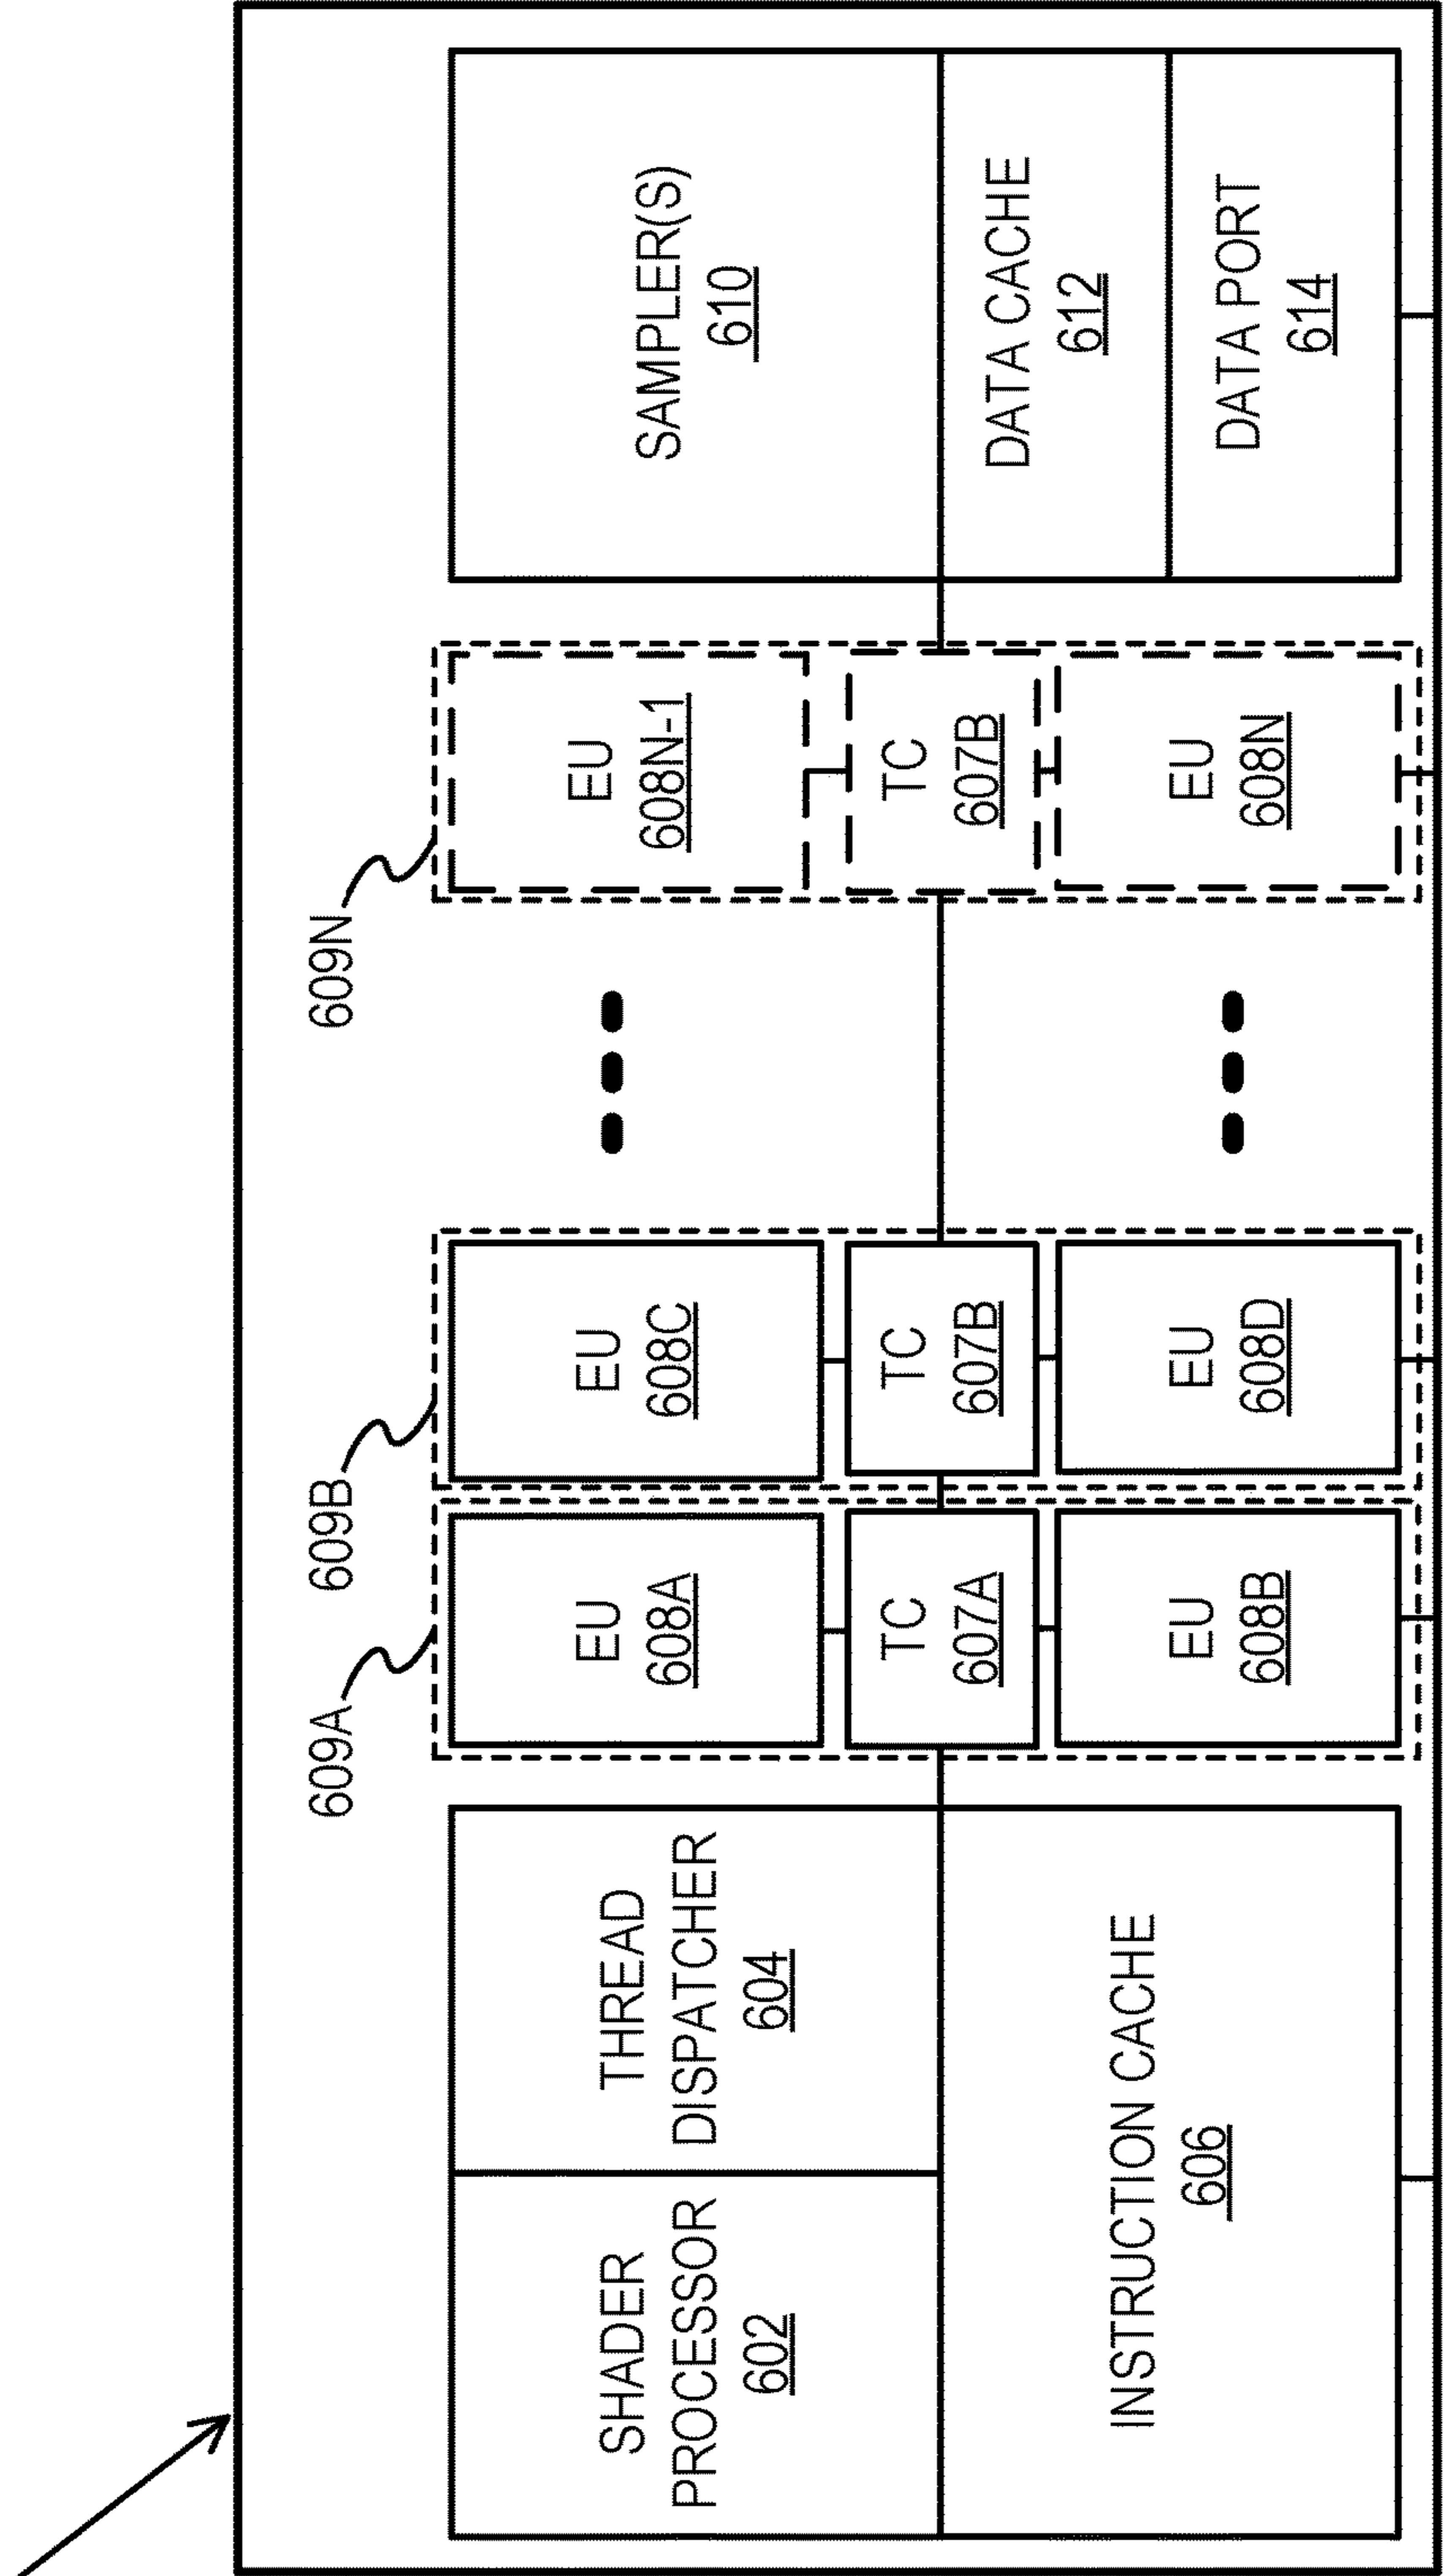 609A
609B
609N
SHADER
PROCESSOR
602
THREAD
DISPATCHER
604
INSTRUCTION CACHE
606
EU
608A
TC
607A
EU
608B
EU
608C
TC
607B
EU
608D
EU
608N-1
TC
607B
EU
608N
SAMPLER(S)
610
DATA CACHE
612
DATA PORT
614